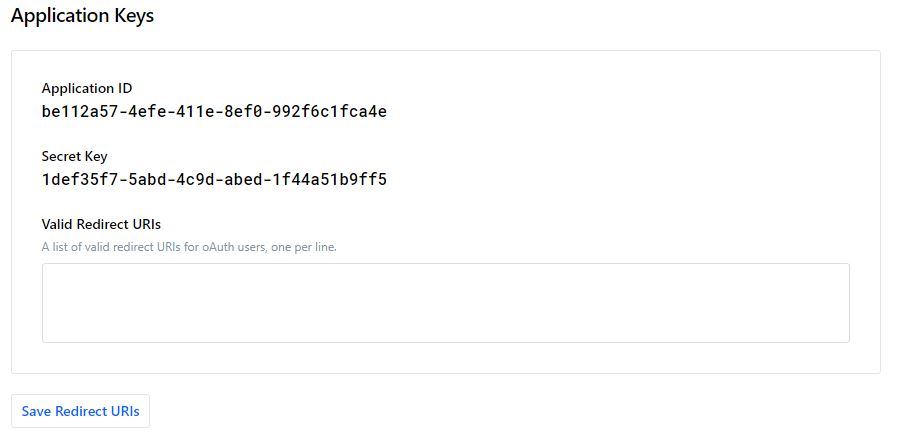 Application Keys
Application ID
be112a57-4efe-411e-8ef0-992f6c1fca4e
Secret Key
1def35f7-5abd-4c9d-abed-1f44a51b9ff5
Valid Redirect URIs
A list of valid redirect URIs for oAuth users, one per line.
Save Redirect URIs